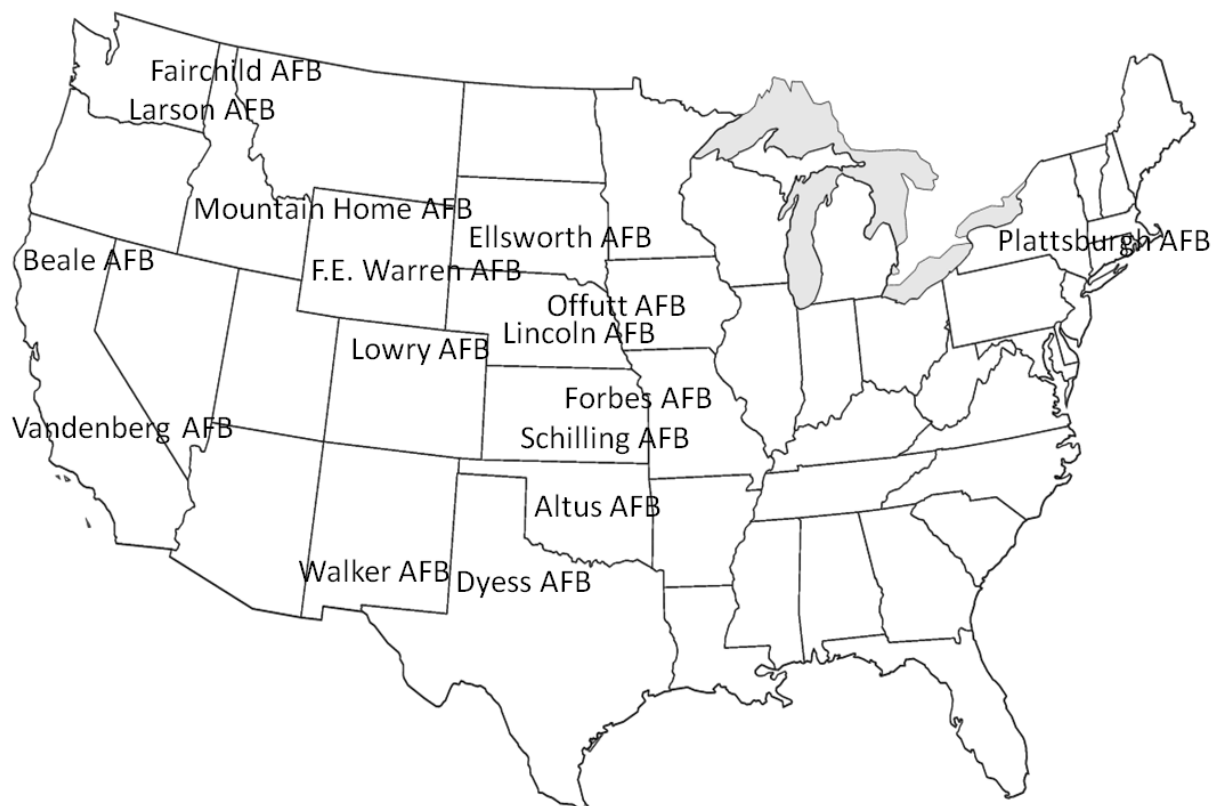 Fairchild AFB
Larson AFB
Mountain Home AFB
Ellsworth AFB
Plattsburgh AFB
Beale AFB
F.E. Warren AFB
Offutt AFB
Lincoln AFB
Lowry AFB
Forbes AFB
Vandenberg AFB
Schilling AFB
Altus AFB
Walker AFB
Dyess AFB